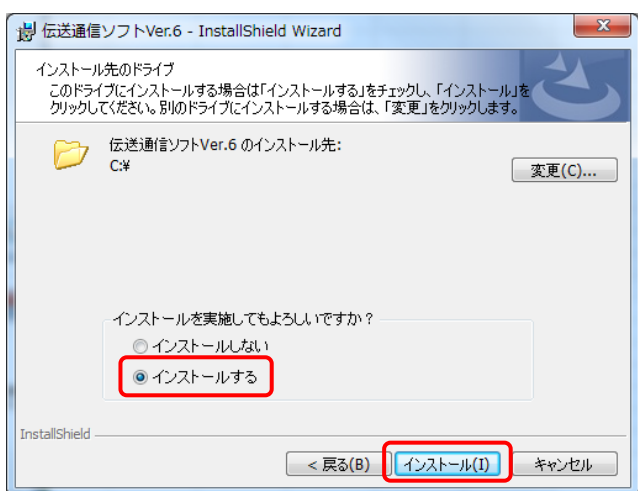 伝送通信ソフトVer.6 - InstallShield Wizard
インストール先のドライブ
このドライブにインストールする場合は「インストールする」をチェックし、「インストール」を
クリックしてください。別のドライブにインストールする場合は、「変更」をクリックします。
伝送通信ソフトVer.6 のインストール先:
C:¥
変更(C)...
インストールを実施してもよろしいですか？
インストールしない
インストールする
InstallShield
< 戻る(B)
インストール(I)
キャンセル